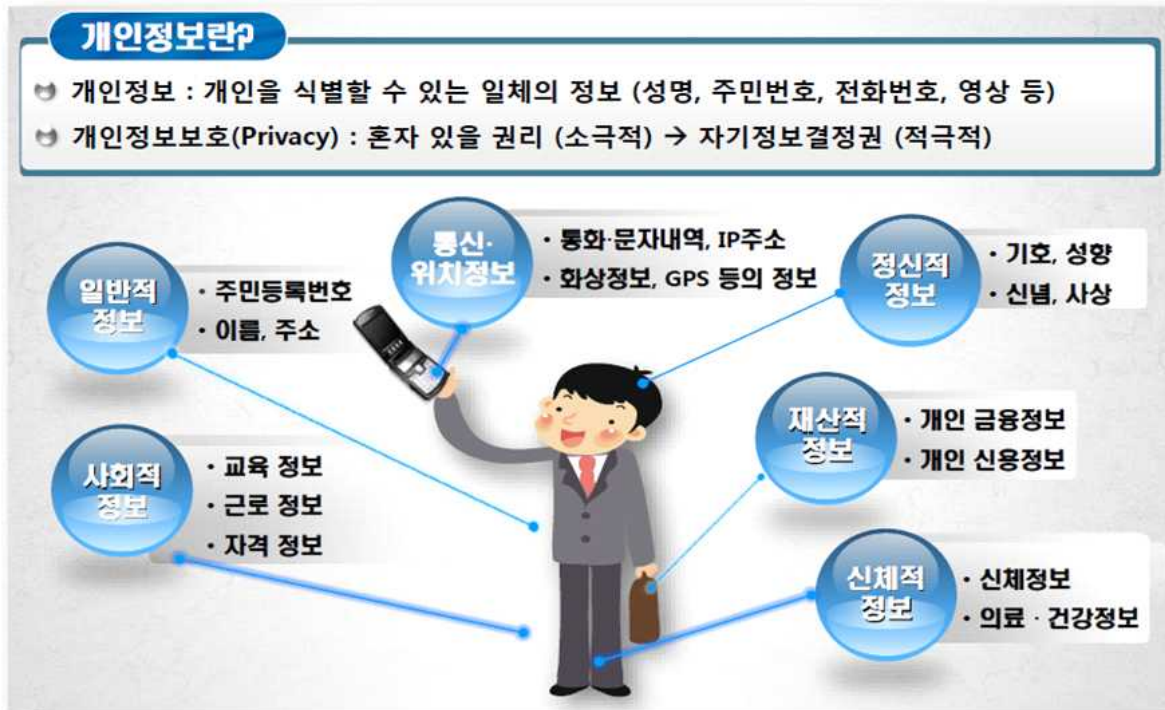 개인정보란?
개인정보 : 개인을 식별할 수 있는 일체의 정보 (성명, 주민번호, 전화번호, 영상 등)
개인정보보호(Privacy) : 혼자 있을 권리 (소극적) → 자기정보결정권 (적극적)
일반적
정보
· 주민등록번호
· 이름, 주소
통신·
위치정보
· 통화·문자내역, IP주소
· 화상정보, GPS 등의 정보
정신적
정보
· 기호, 성향
· 신념, 사상
사회적
정보
· 교육 정보
· 근로 정보
· 자격 정보
재산적
정보
· 개인 금융정보
· 개인 신용정보
신체적
정보
· 신체정보
· 의료 · 건강정보